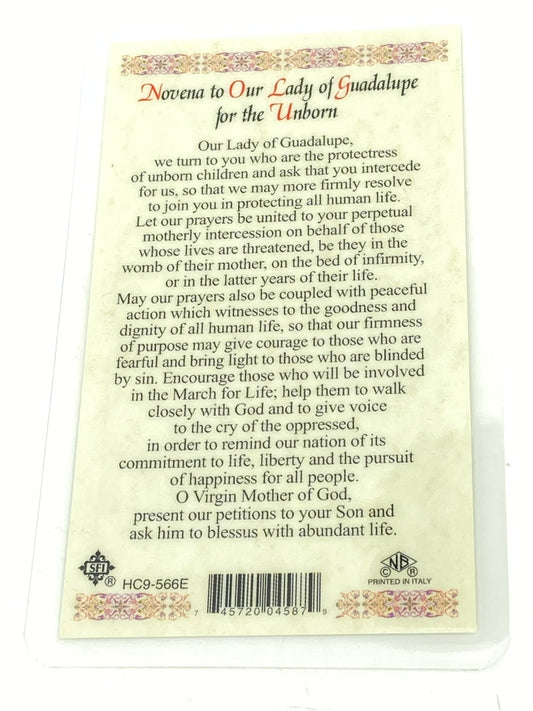 Novena to Our Lady of Guadalupe
for the Unborn
Our Lady of Guadalupe,
we turn to you who are the protectress
of unborn children and ask that you intercede
for us, so that we may more firmly resolve
to join you in protecting all human life.
Let our prayers be united to your perpetual
motherly intercession on behalf of those
whose lives are threatened, be they in the
womb of their mother, on the bed of infirmity,
or in the latter years of their life.
May our prayers also be coupled with peaceful
action which witnesses to the goodness and
dignity of all human life, so that our firmness
of purpose may give courage to those who are
fearful and bring light to those who are blinded
by sin. Encourage those who will be involved
in the March for Life; help them to walk
closely with God and to give voice
to the cry of the oppressed,
in order to remind our nation of its
commitment to life, liberty and the pursuit
of happiness for all people.
O Virgin Mother of God,
present our petitions to your Son and
ask him to blessus with abundant life.
SFI ® HC9-566E
7 45720 04587 9
NB C R
PRINTED IN ITALY